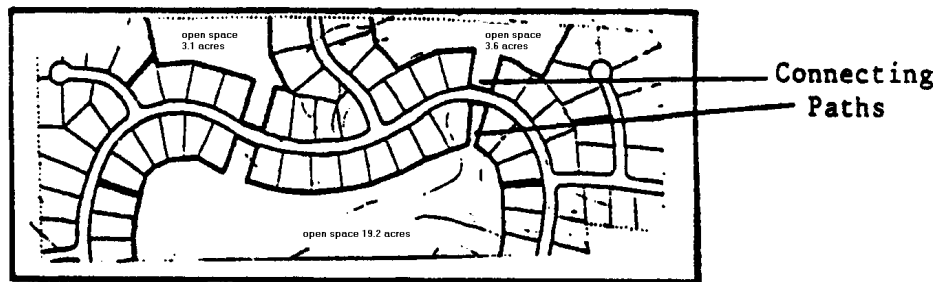 open space
3.1 acres
open space
3.6 acres
Connecting
Paths
open space 19.2 acres